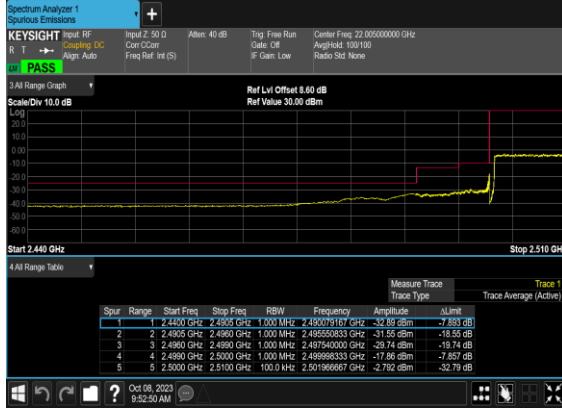 Spectrum Analyzer 1
Spurious Emissions
+
KEYSIGHT Input: RF Input Z: 50 Ω Atten: 40 dB Trig: Free Run Center Freq: 22.005000000 GHz
R T Coupling: DC Corr CCorr Gate: Off Avg|Hold: 100/100
Align: Auto Freq Ref: Int (S) IF Gain: Low Radio Std: None
PASS
3 All Range Graph
Ref Lvl Offset 8.60 dB
Scale/Div 10.0 dB Ref Value 30.00 dBm
Log
20.0
10.0
0.00
-10.0
-20.0
-30.0
-40.0
-50.0
-60.0
Start 2.440 GHz Stop 2.510 GH
4 All Range Table
Measure Trace Trace 1
Trace Type Trace Average (Active)
Spur Range Start Freq Stop Freq RBW Frequency Amplitude ΔLimit
1 1 2.4400 GHz 2.4905 GHz 1.000 MHz 2.490079167 GHz -32.89 dBm -7.893 dB
2 2 2.4905 GHz 2.4960 GHz 1.000 MHz 2.495550833 GHz -31.55 dBm -18.55 dB
3 3 2.4960 GHz 2.4990 GHz 1.000 MHz 2.497540000 GHz -29.74 dBm -19.74 dB
4 4 2.4990 GHz 2.5000 GHz 1.000 MHz 2.499998333 GHz -17.86 dBm -7.857 dB
5 5 2.5000 GHz 2.5100 GHz 100.0 kHz 2.501966667 GHz -2.792 dBm -32.79 dB
? Oct 08, 2023
9:52:50 AM